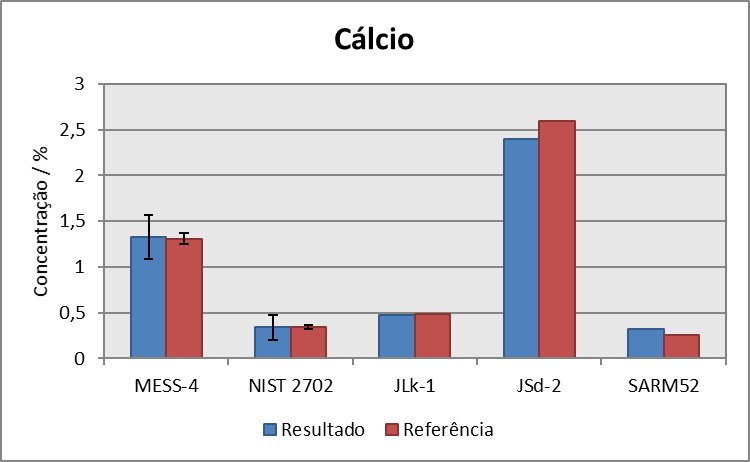 Cálcio
Concentração / %
3
2,5
2
1,5
1
0,5
0
MESS-4 NIST 2702 JLk-1 JSd-2 SARM52
Resultado Referência